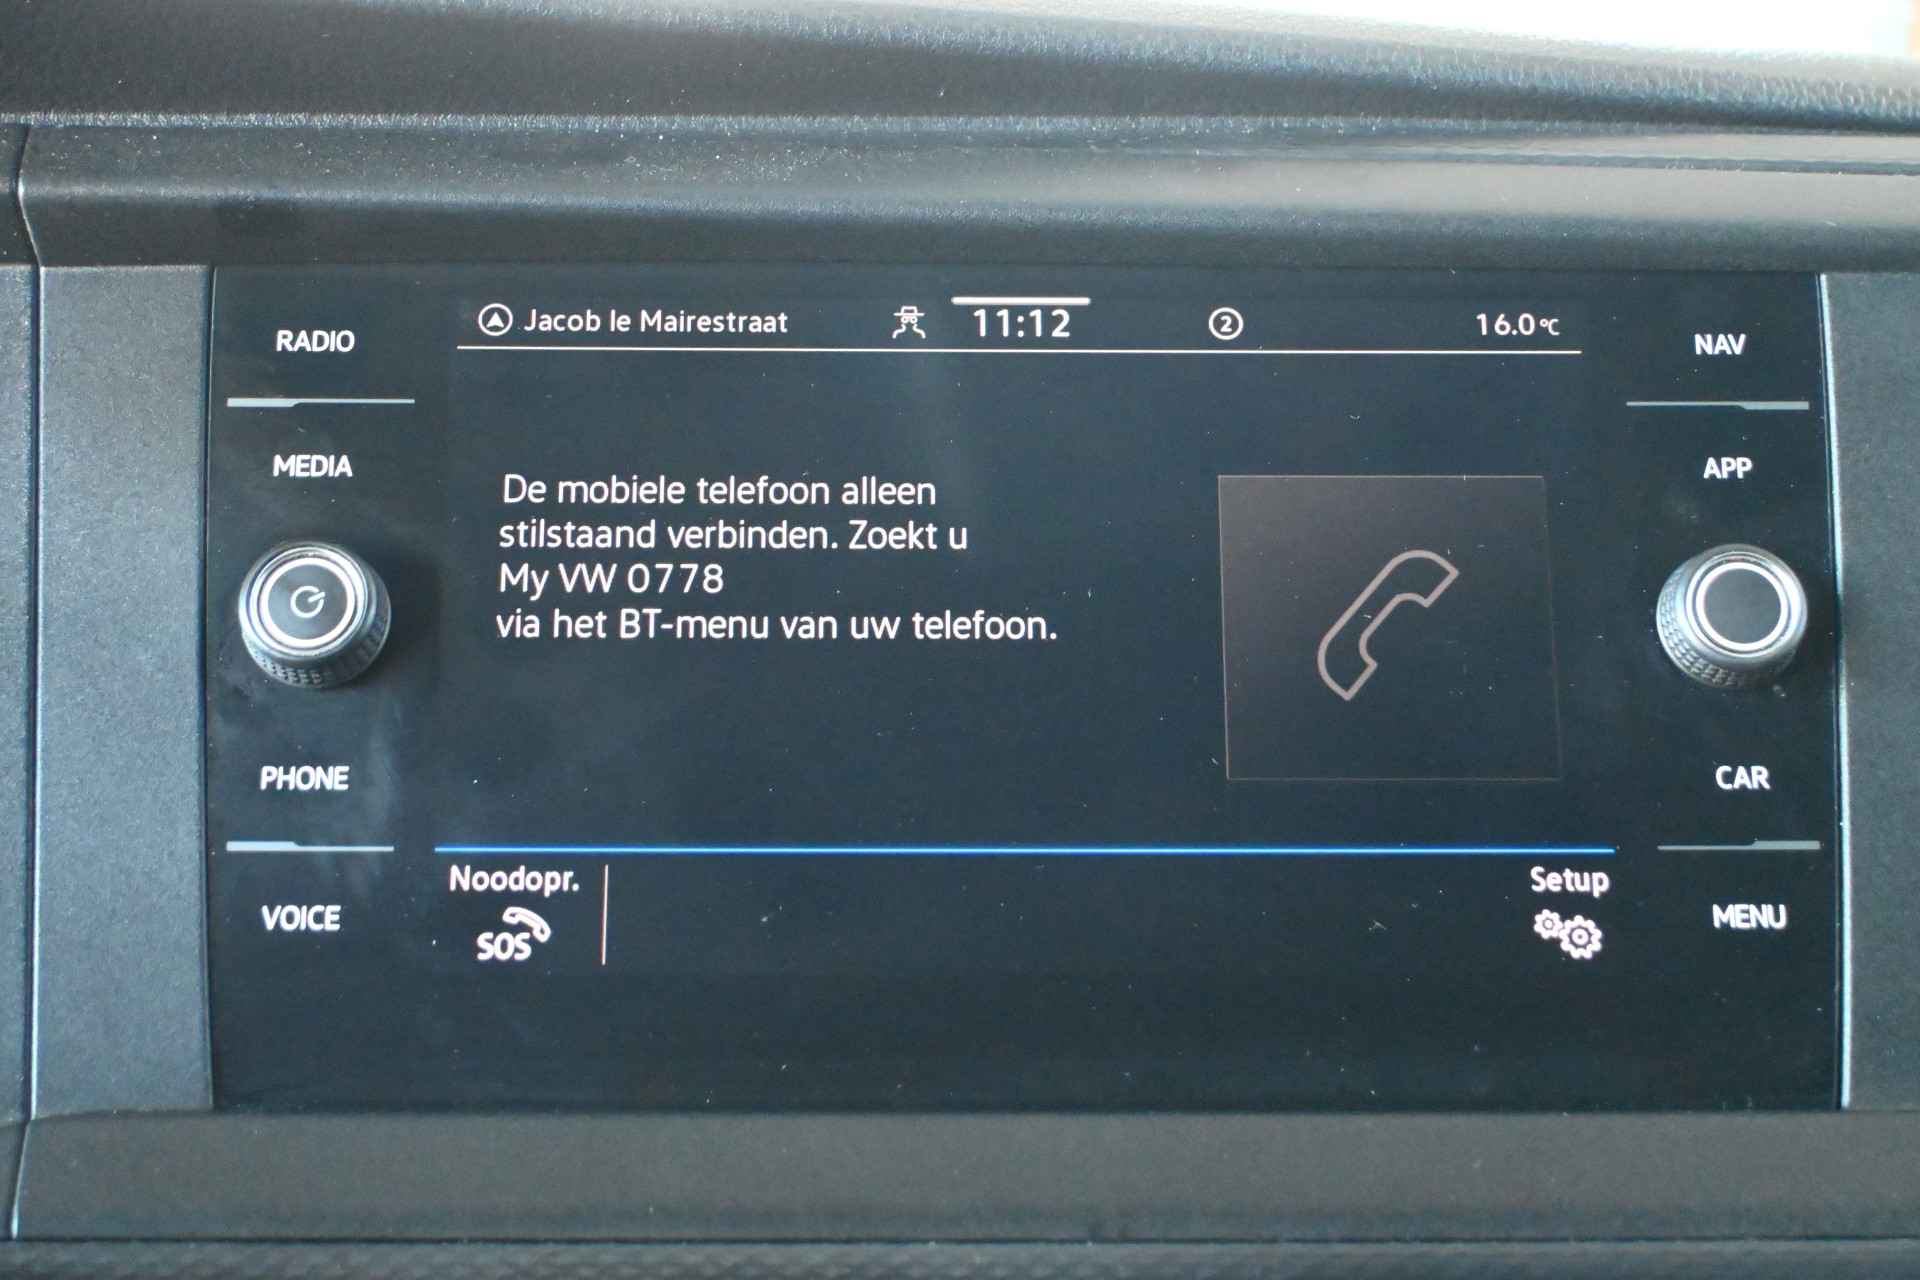 RADIO
MEDIA
PHONE
VOICE
Jacob le Mairestraat
11:12
2
16.0°C
De mobiele telefoon alleen
stilstaand verbinden. Zoekt u
My VW 0778
via het BT-menu van uw telefoon.
Noodopr.
SOS
Setup
NAV
APP
CAR
MENU